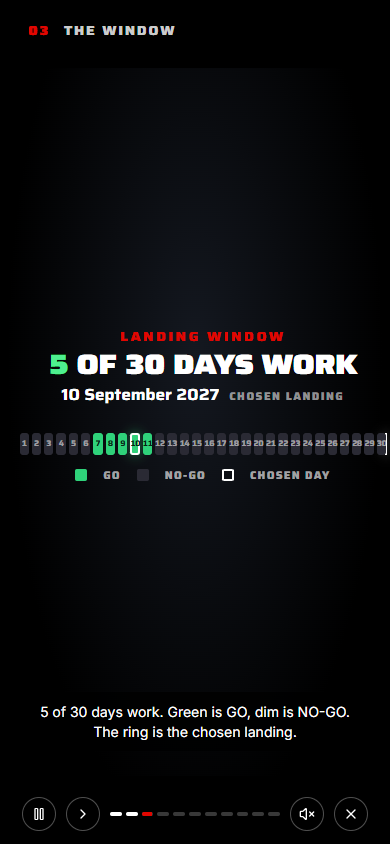 03 THE WINDOW
LANDING WINDOW
5 OF 30 DAYS WORK
10 September 2027 CHOSEN LANDING
1 2 3 4 5 6 7 8 9 10 11 12 13 14 15 16 17 18 19 20 21 22 23 24 25 26 27 28 29 30
GO NO-GO CHOSEN DAY
5 of 30 days work. Green is GO, dim is NO-GO.
The ring is the chosen landing.